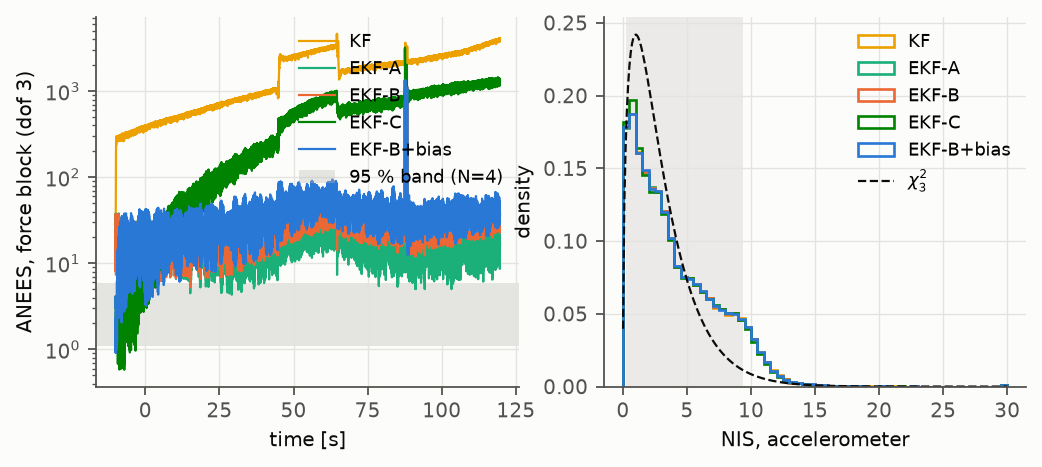 ANEES, force block (dof 3)
10³
10²
10¹
10⁰
0
25
50
75
100
125
time [s]
KF
EKF-A
EKF-B
EKF-C
EKF-B+bias
95 % band (N=4)
density
0.25
0.20
0.15
0.10
0.05
0.00
0
5
10
15
20
25
30
NIS, accelerometer
KF
EKF-A
EKF-B
EKF-C
EKF-B+bias
χ²₃